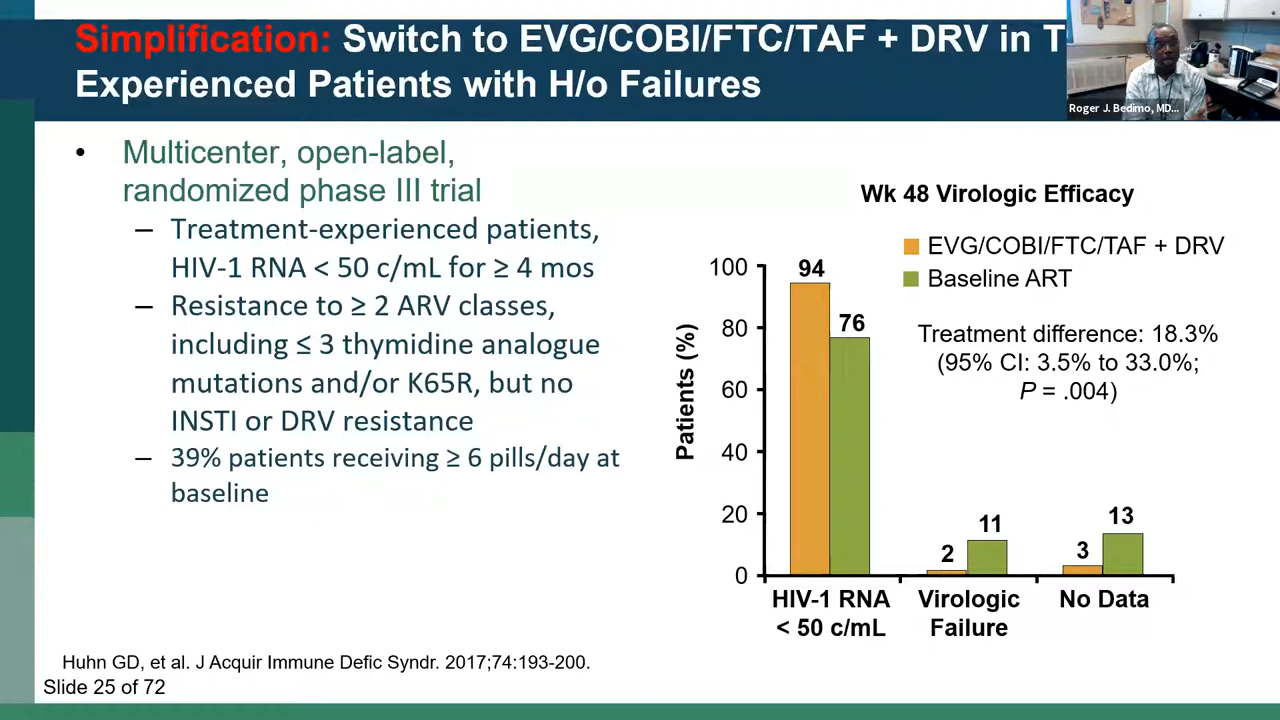 Simplification: Switch to EVG/COBI/FTC/TAF + DRV in T
Experienced Patients with H/o Failures
Roger J. Bedimo, MD...
• Multicenter, open-label,
randomized phase III trial
– Treatment-experienced patients,
HIV-1 RNA < 50 c/mL for ≥ 4 mos
– Resistance to ≥ 2 ARV classes,
including ≤ 3 thymidine analogue
mutations and/or K65R, but no
INSTI or DRV resistance
– 39% patients receiving ≥ 6 pills/day at
baseline
Wk 48 Virologic Efficacy
EVG/COBI/FTC/TAF + DRV
Baseline ART
Treatment difference: 18.3%
(95% CI: 3.5% to 33.0%;
P = .004)
Patients (%)
100
80
60
40
20
0
94
76
2
11
3
13
HIV-1 RNA
< 50 c/mL
Virologic
Failure
No Data
Huhn GD, et al. J Acquir Immune Defic Syndr. 2017;74:193-200.
Slide 25 of 72